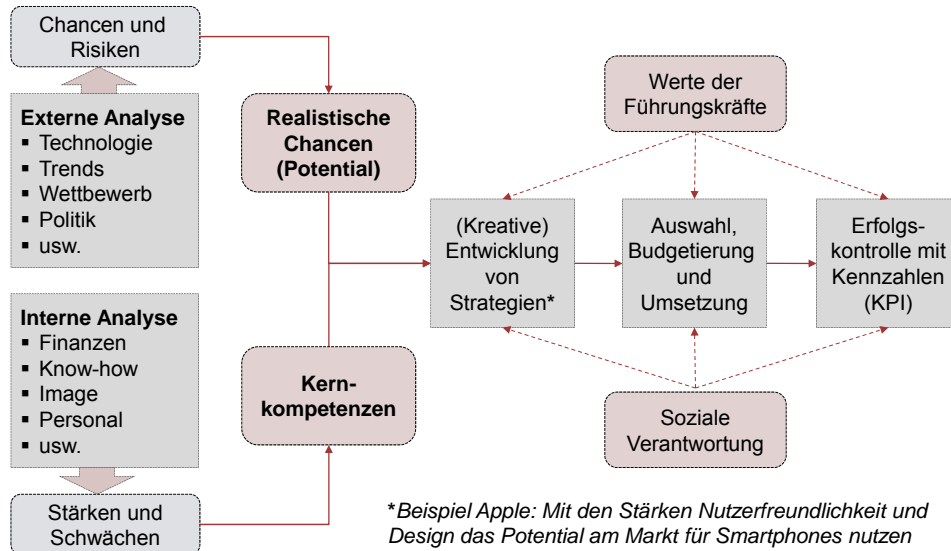 Chancen und
Risiken
Externe Analyse
▪ Technologie
▪ Trends
▪ Wettbewerb
▪ Politik
▪ usw.
Interne Analyse
▪ Finanzen
▪ Know-how
▪ Image
▪ Personal
▪ usw.
Stärken und
Schwächen
Realistische
Chancen
(Potential)
Kern-
kompetenzen
Werte der
Führungskräfte
(Kreative)
Entwicklung
von
Strategien*
Auswahl,
Budgetierung
und
Umsetzung
Erfolgs-
kontrolle mit
Kennzahlen
(KPI)
Soziale
Verantwortung
*Beispiel Apple: Mit den Stärken Nutzerfreundlichkeit und
Design das Potential am Markt für Smartphones nutzen